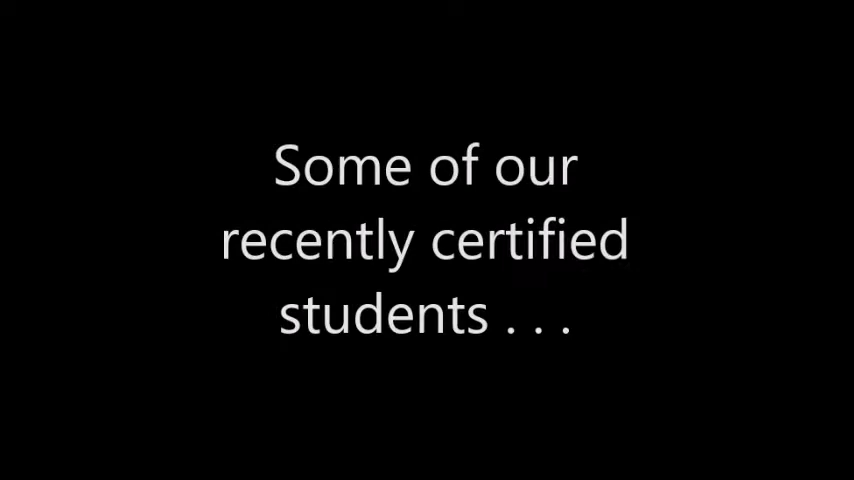 Some of our
recently certified
students . . .